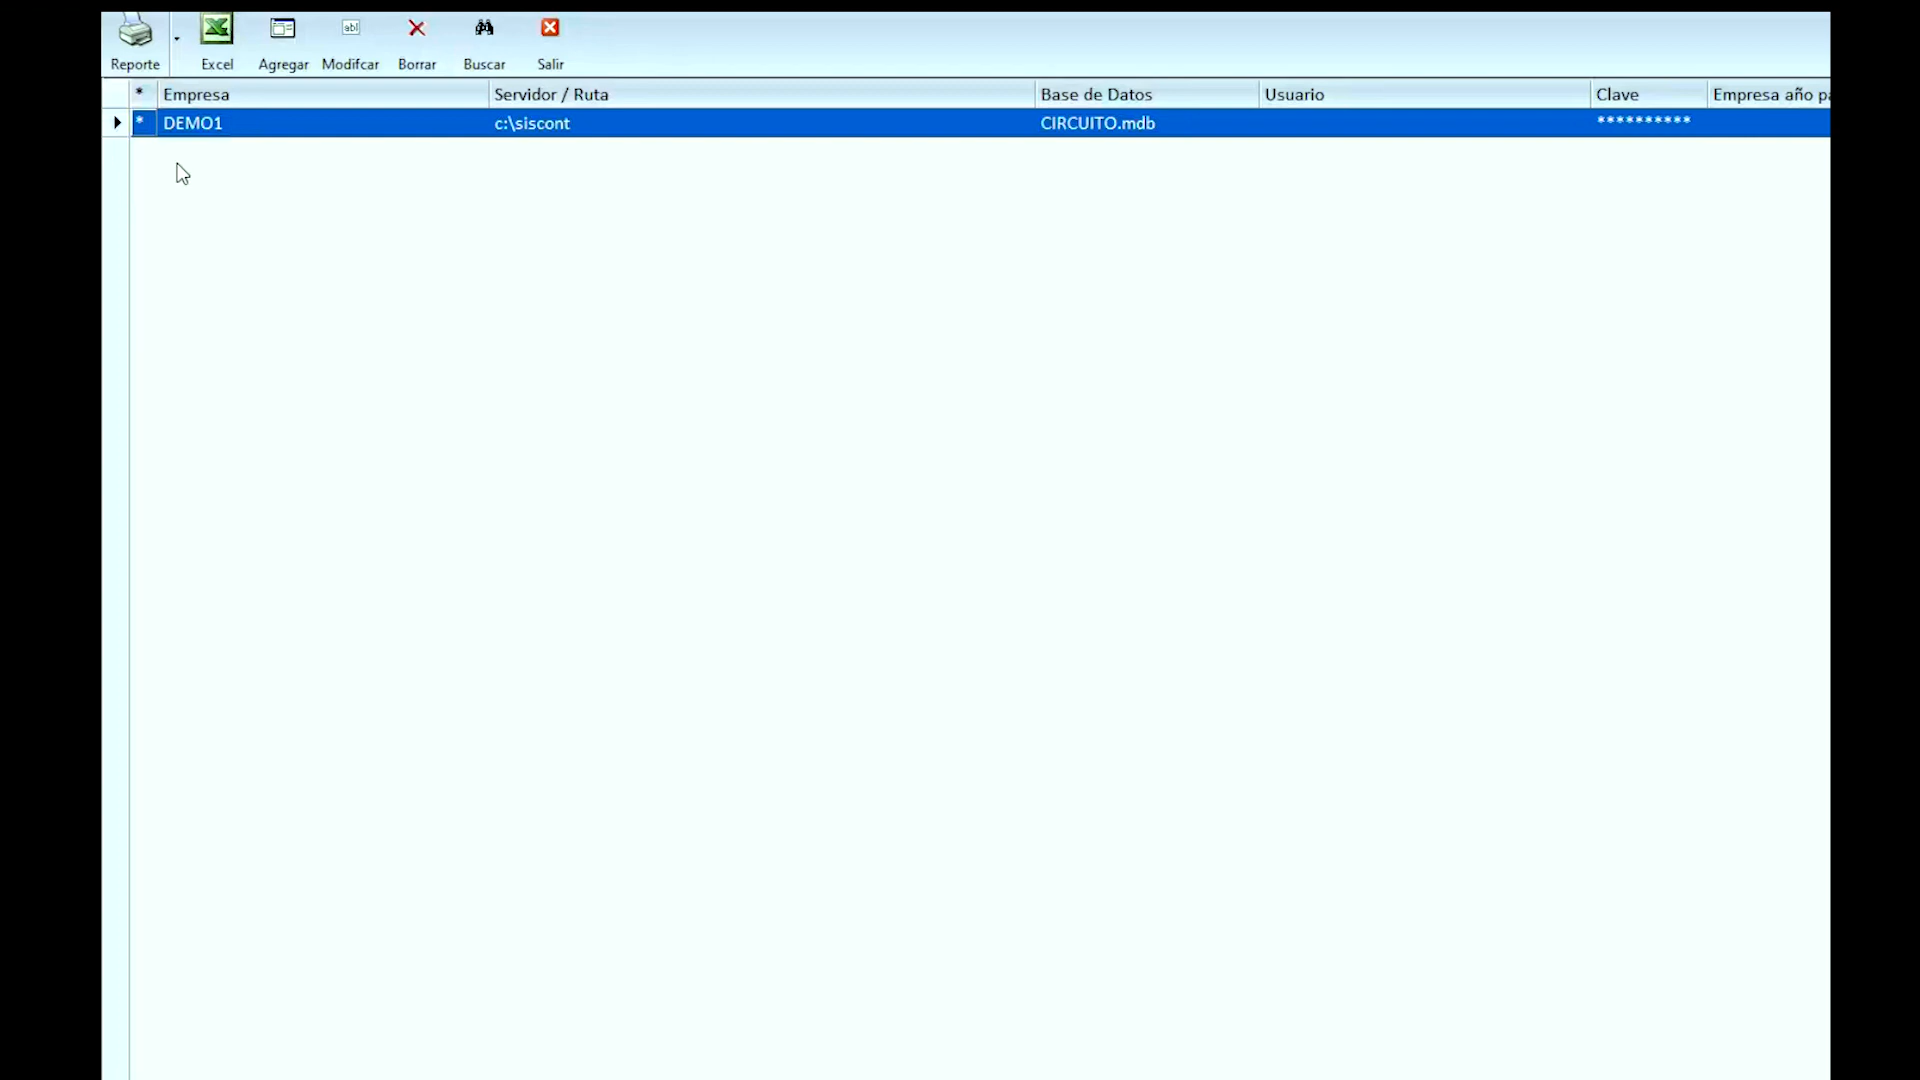 Reporte Excel Agregar Modifcar Borrar Buscar Salir
* Empresa Servidor / Ruta Base de Datos Usuario Clave Empresa año
* DEMO1 c:\siscont CIRCUITO.mdb **********